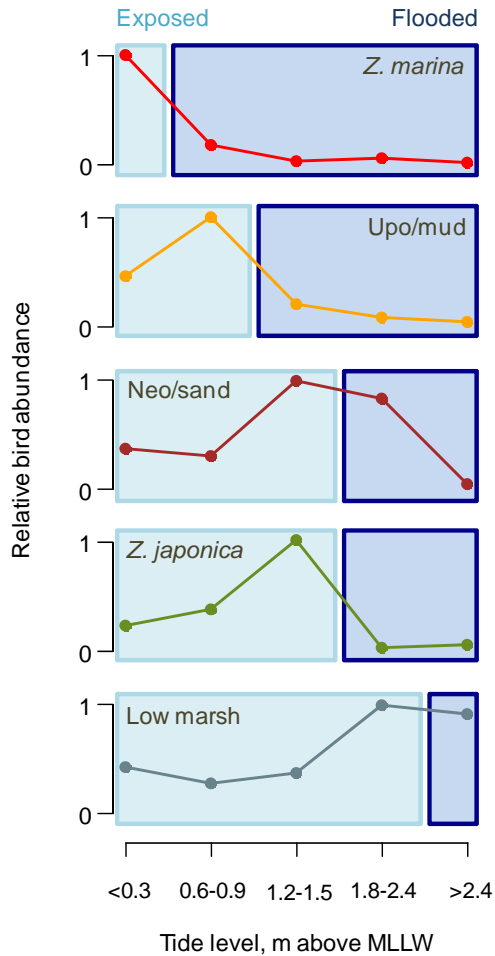 Exposed Flooded
1
Z. marina
0
1
Upo/mud
0
Relative bird abundance
1
Neo/sand
0
1
Z. japonica
0
1
Low marsh
0
<0.3 0.6-0.9 1.2-1.5 1.8-2.4 >2.4
Tide level, m above MLLW